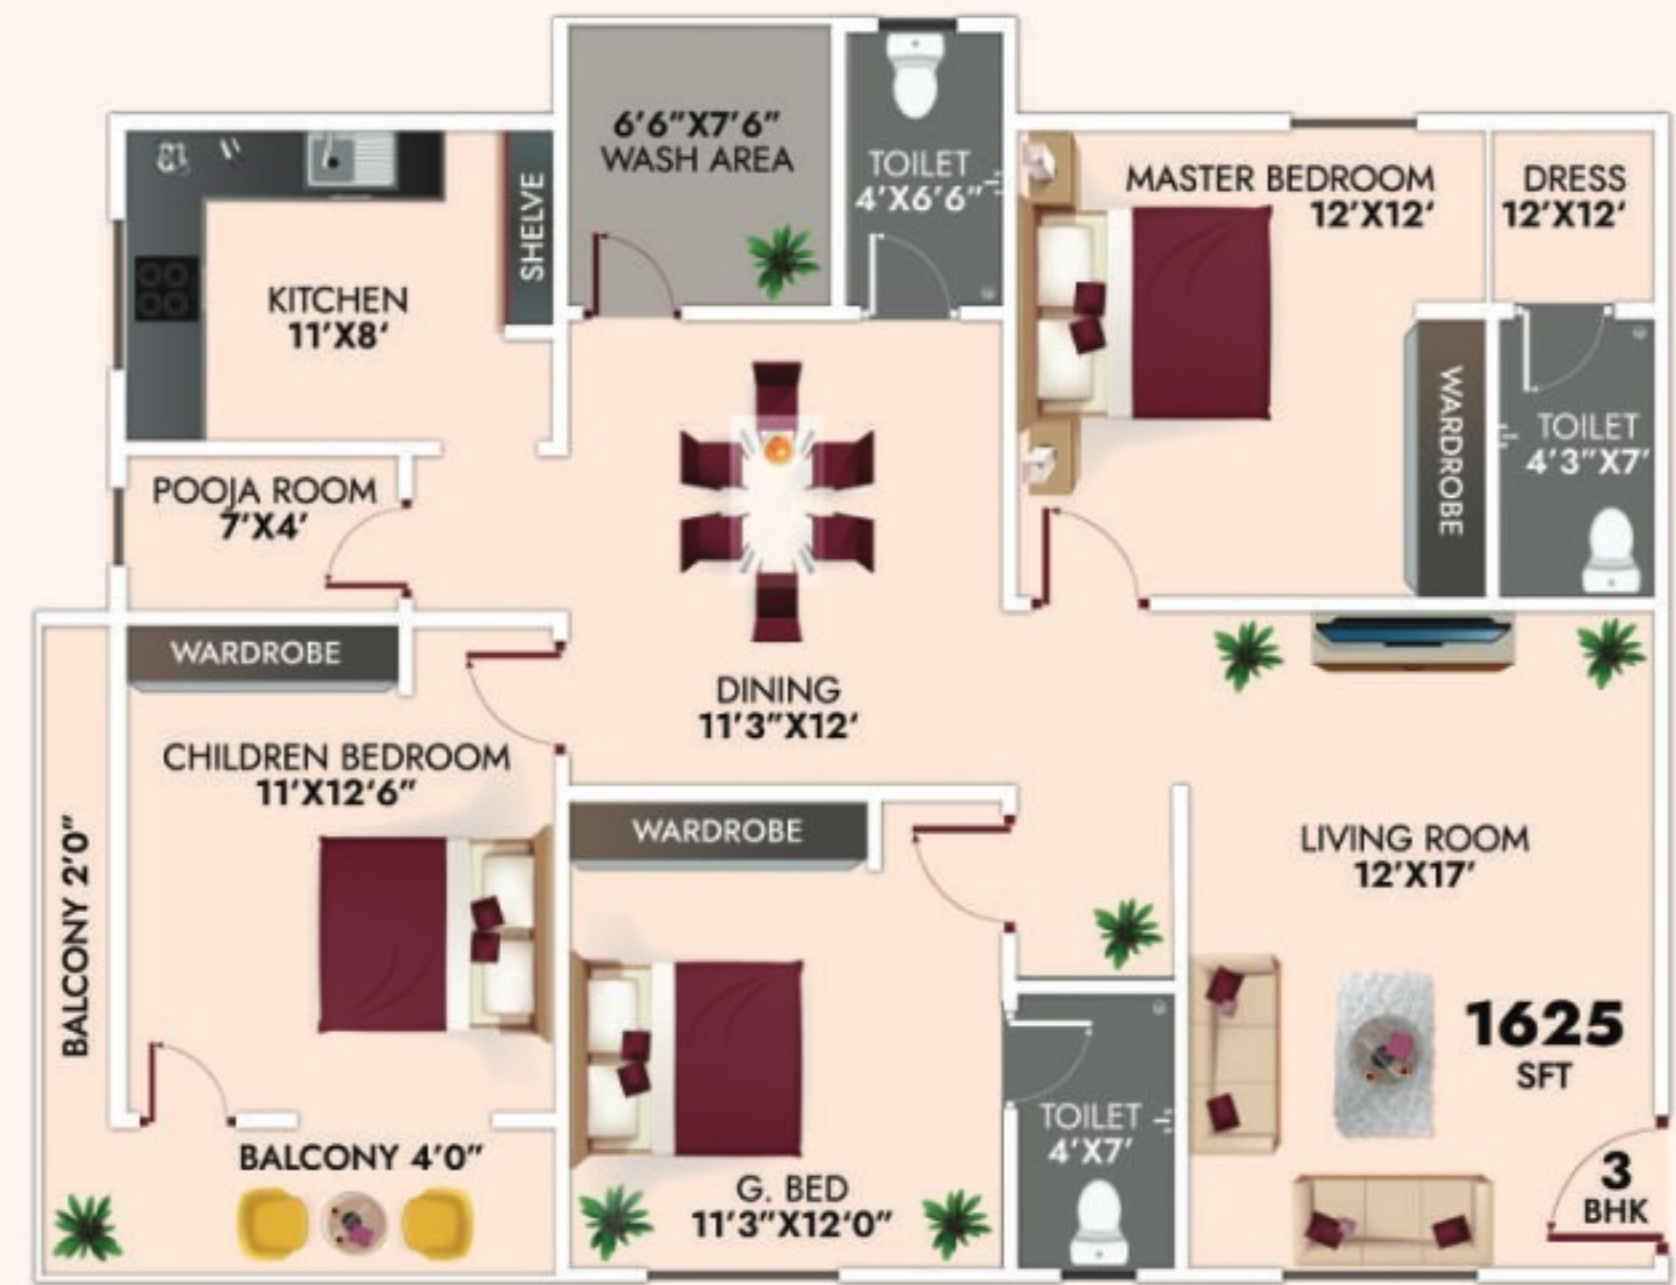 6'6"X7'6"
WASH AREA
TOILET
4'X6'6"
MASTER BEDROOM
12'X12'
DRESS
12'X12'
SHELVE
KITCHEN
11'X8'
WARDROBE
TOILET
4'3"X7'
POOJA ROOM
7'X4'
WARDROBE
DINING
11'3"X12'
CHILDREN BEDROOM
11'X12'6"
WARDROBE
LIVING ROOM
12'X17'
BALCONY 2'0"
1625
SFT
TOILET
4'X7'
BALCONY 4'0"
G. BED
11'3"X12'0"
3
BHK